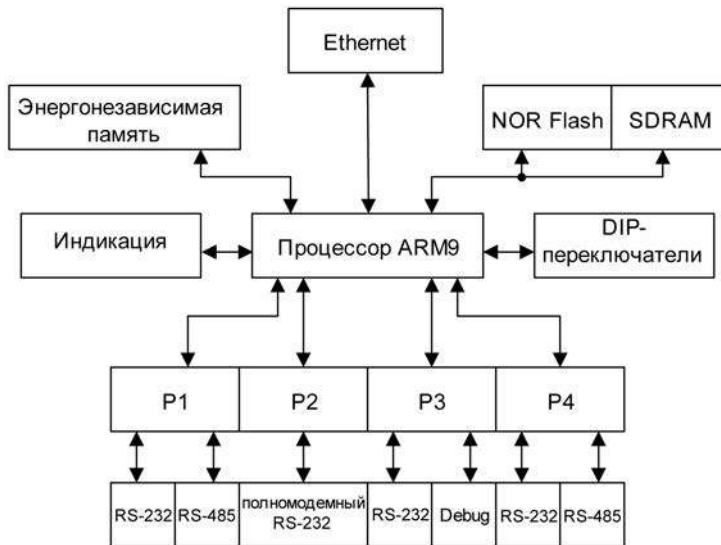 Ethernet
Энергонезависимая
память
NOR Flash
SDRAM
Индикация
Процессор ARM9
DIP-
переключатели
P1
P2
P3
P4
RS-232
RS-485
полномодемный
RS-232
RS-232
Debug
RS-232
RS-485